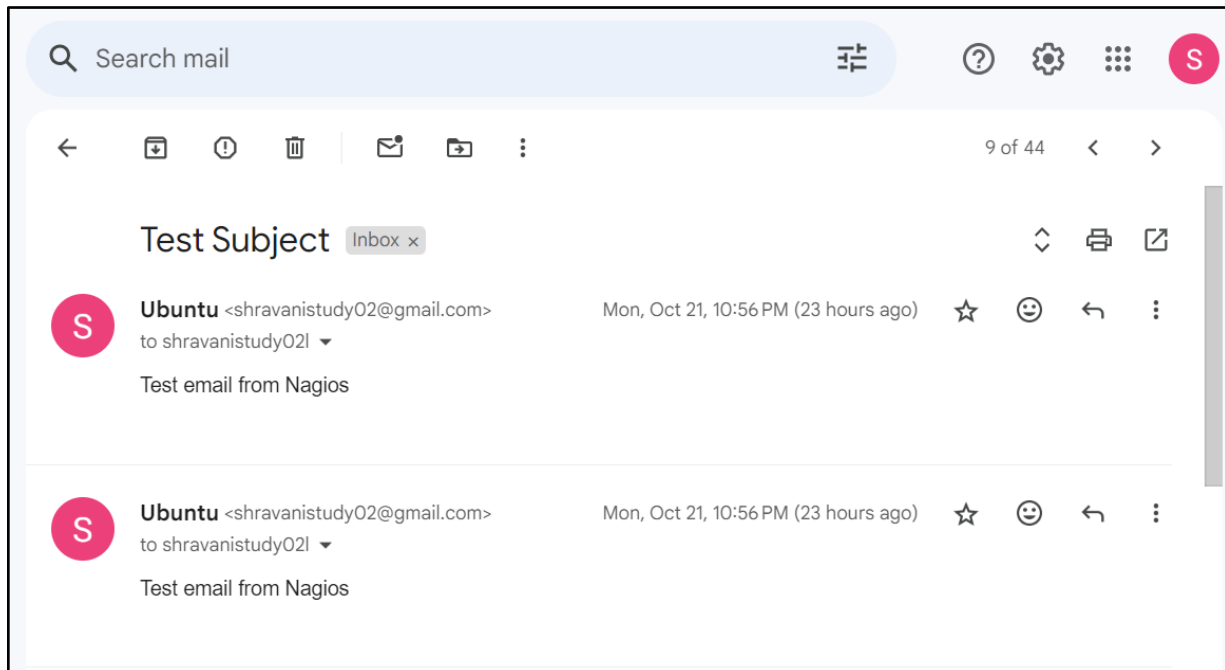 Search mail
S
9 of 44
Test Subject Inbox x
Ubuntu <shravanistudy02@gmail.com> Mon, Oct 21, 10:56 PM (23 hours ago)
S
to shravanistudy02l
Test email from Nagios
Ubuntu <shravanistudy02@gmail.com> Mon, Oct 21, 10:56 PM (23 hours ago)
S
to shravanistudy02l
Test email from Nagios